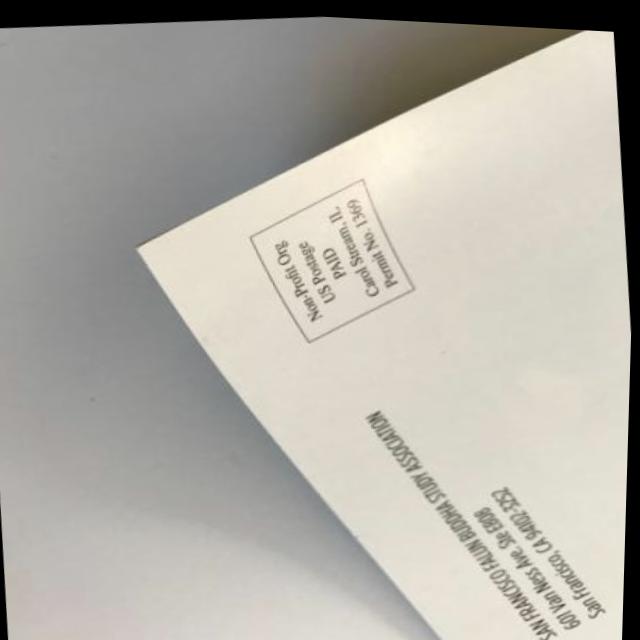 SAN FRANCISCO FALUN BUDDHA STUDY ASSOCIATION
601 Van Ness Ave. Ste E808
San Francisco, CA 94102-3252
Non Profit Org
US Postage
PAID
Carol Stream, IL
Permit No. 1369